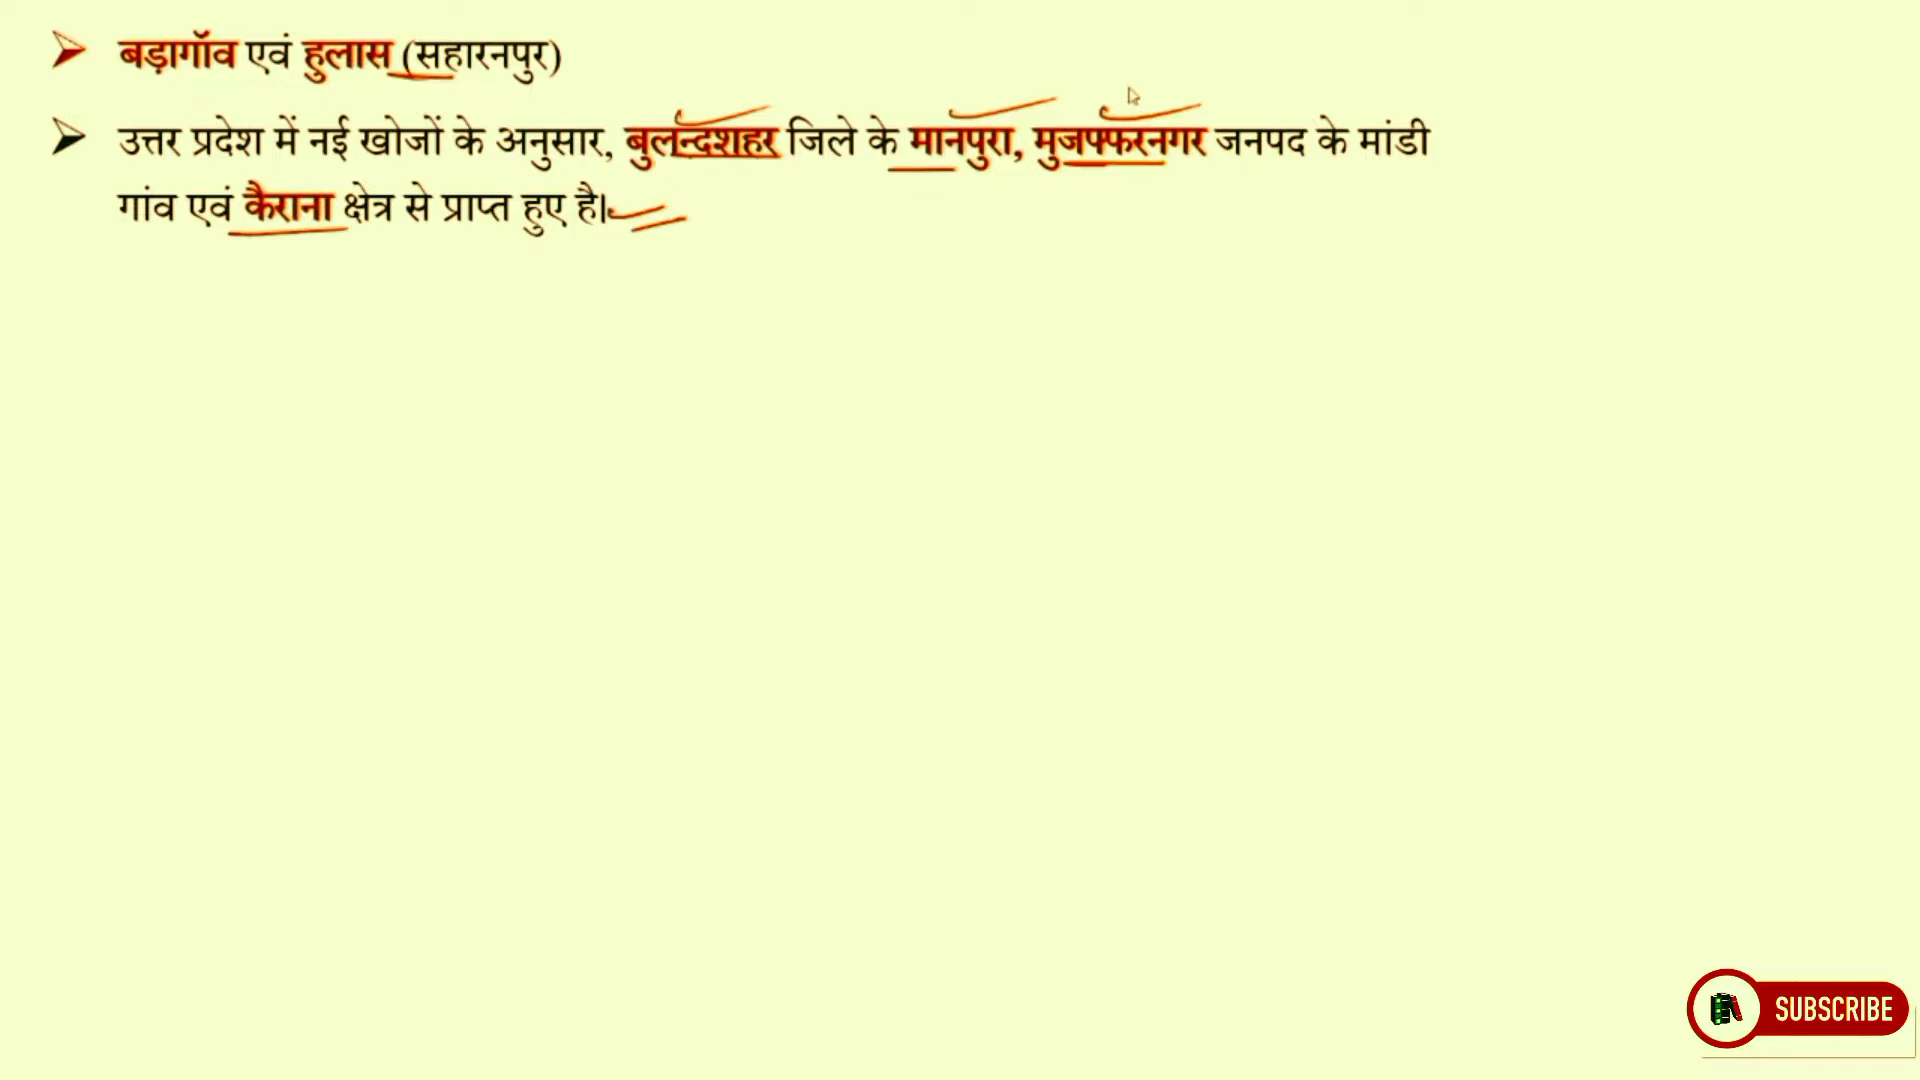 बड़ागॉव एवं हुलास (सहारनपुर)
उत्तर प्रदेश में नई खोजों के अनुसार, बुलन्दशहर जिले के मानपुरा, मुजफ्फरनगर जनपद के मांडी
गांव एवं कैराना क्षेत्र से प्राप्त हुए है।
SUBSCRIBE